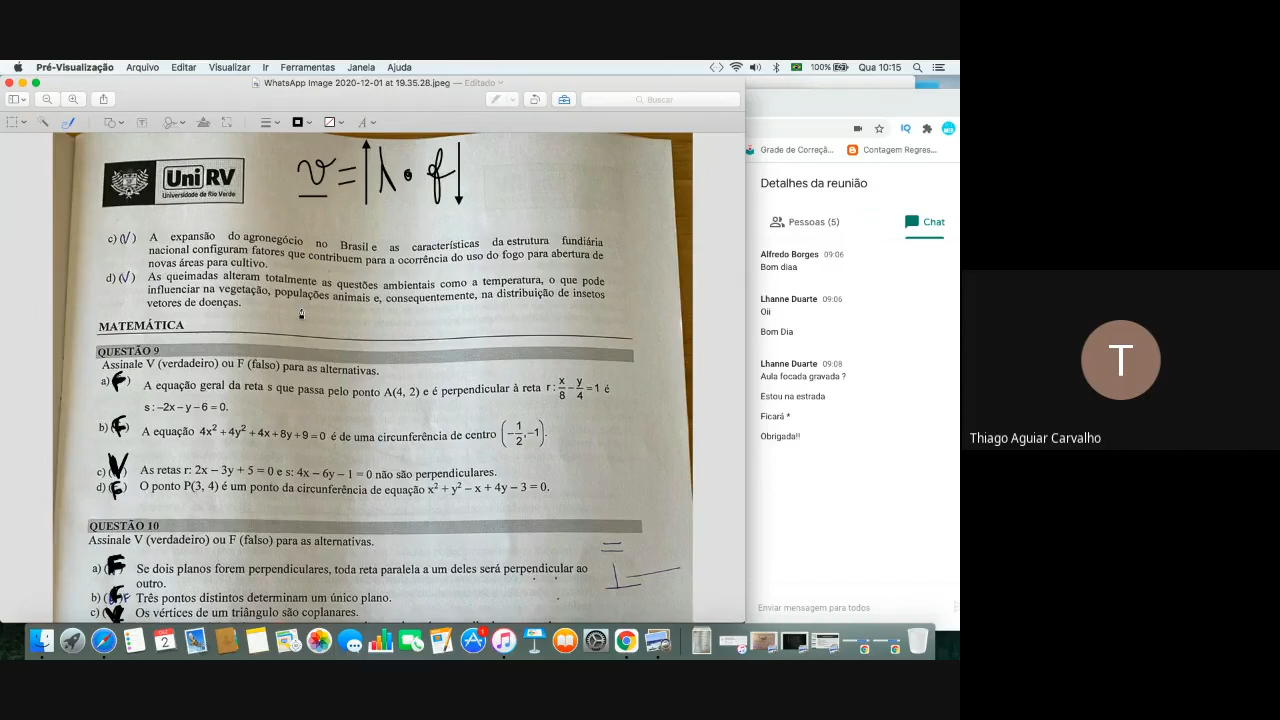 Pré-Visualização Arquivo Editar Visualizar Ir Ferramentas Janela Ajuda 100% Qua 10:15
WhatsApp Image 2020-12-01 at 19.35.28.jpeg — Editado
Buscar
Uni RV
Universidade de Rio Verde
v = λ . f
c) (V) A expansão do agronegócio no Brasil e as características da estrutura fundiária
nacional configuram fatores que contribuem para a ocorrência do uso do fogo para abertura de
novas áreas para cultivo.
d) (V) As queimadas alteram totalmente as questões ambientais como a temperatura, o que pode
influenciar na vegetação, populações animais e, consequentemente, na distribuição de insetos
vetores de doenças.
MATEMÁTICA
QUESTÃO 9
Assinale V (verdadeiro) ou F (falso) para as alternativas.
a) (F) A equação geral da reta s que passa pelo ponto A(4, 2) e é perpendicular à reta r: x/8 − y/4 = 1 é
s: −2x − y − 6 = 0.
b) (F) A equação 4x² + 4y² + 4x + 8y + 9 = 0 é de uma circunferência de centro (−1/2, −1).
c) (V) As retas r: 2x − 3y + 5 = 0 e s: 4x − 6y − 1 = 0 não são perpendiculares.
d) (F) O ponto P(3, 4) é um ponto da circunferência de equação x² + y² − x + 4y − 3 = 0.
QUESTÃO 10
Assinale V (verdadeiro) ou F (falso) para as alternativas.
a) (F) Se dois planos forem perpendiculares, toda reta paralela a um deles será perpendicular ao
outro.
b) (F) Três pontos distintos determinam um único plano.
c) (V) Os vértices de um triângulo são coplanares.
Grade de Correçã... Contagem Regres...
Detalhes da reunião
Pessoas (5) Chat
Alfredo Borges 09:06
Bom diaa
Lhanne Duarte 09:06
Oii
Bom Dia
Lhanne Duarte 09:08
Aula focada gravada ?
Estou na estrada
Ficará *
Obrigada!!
Enviar mensagem para todos
T
Thiago Aguiar Carvalho